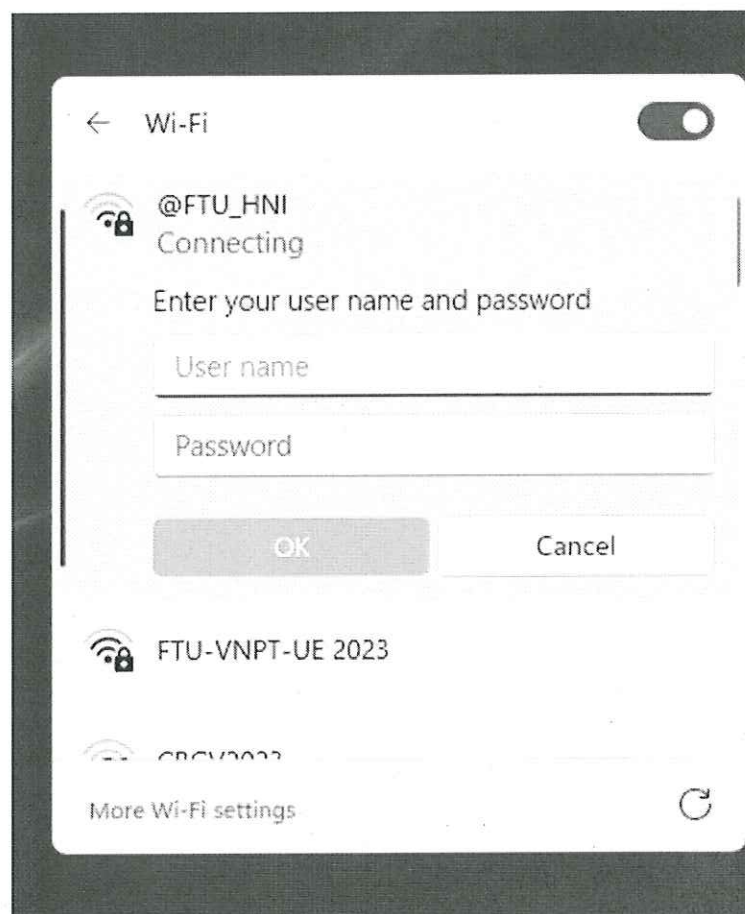 Wi-Fi
@FTU_HNI
Connecting
Enter your user name and password
User name
Password
OK
Cancel
FTU-VNPT-UE 2023
More Wi-Fi settings